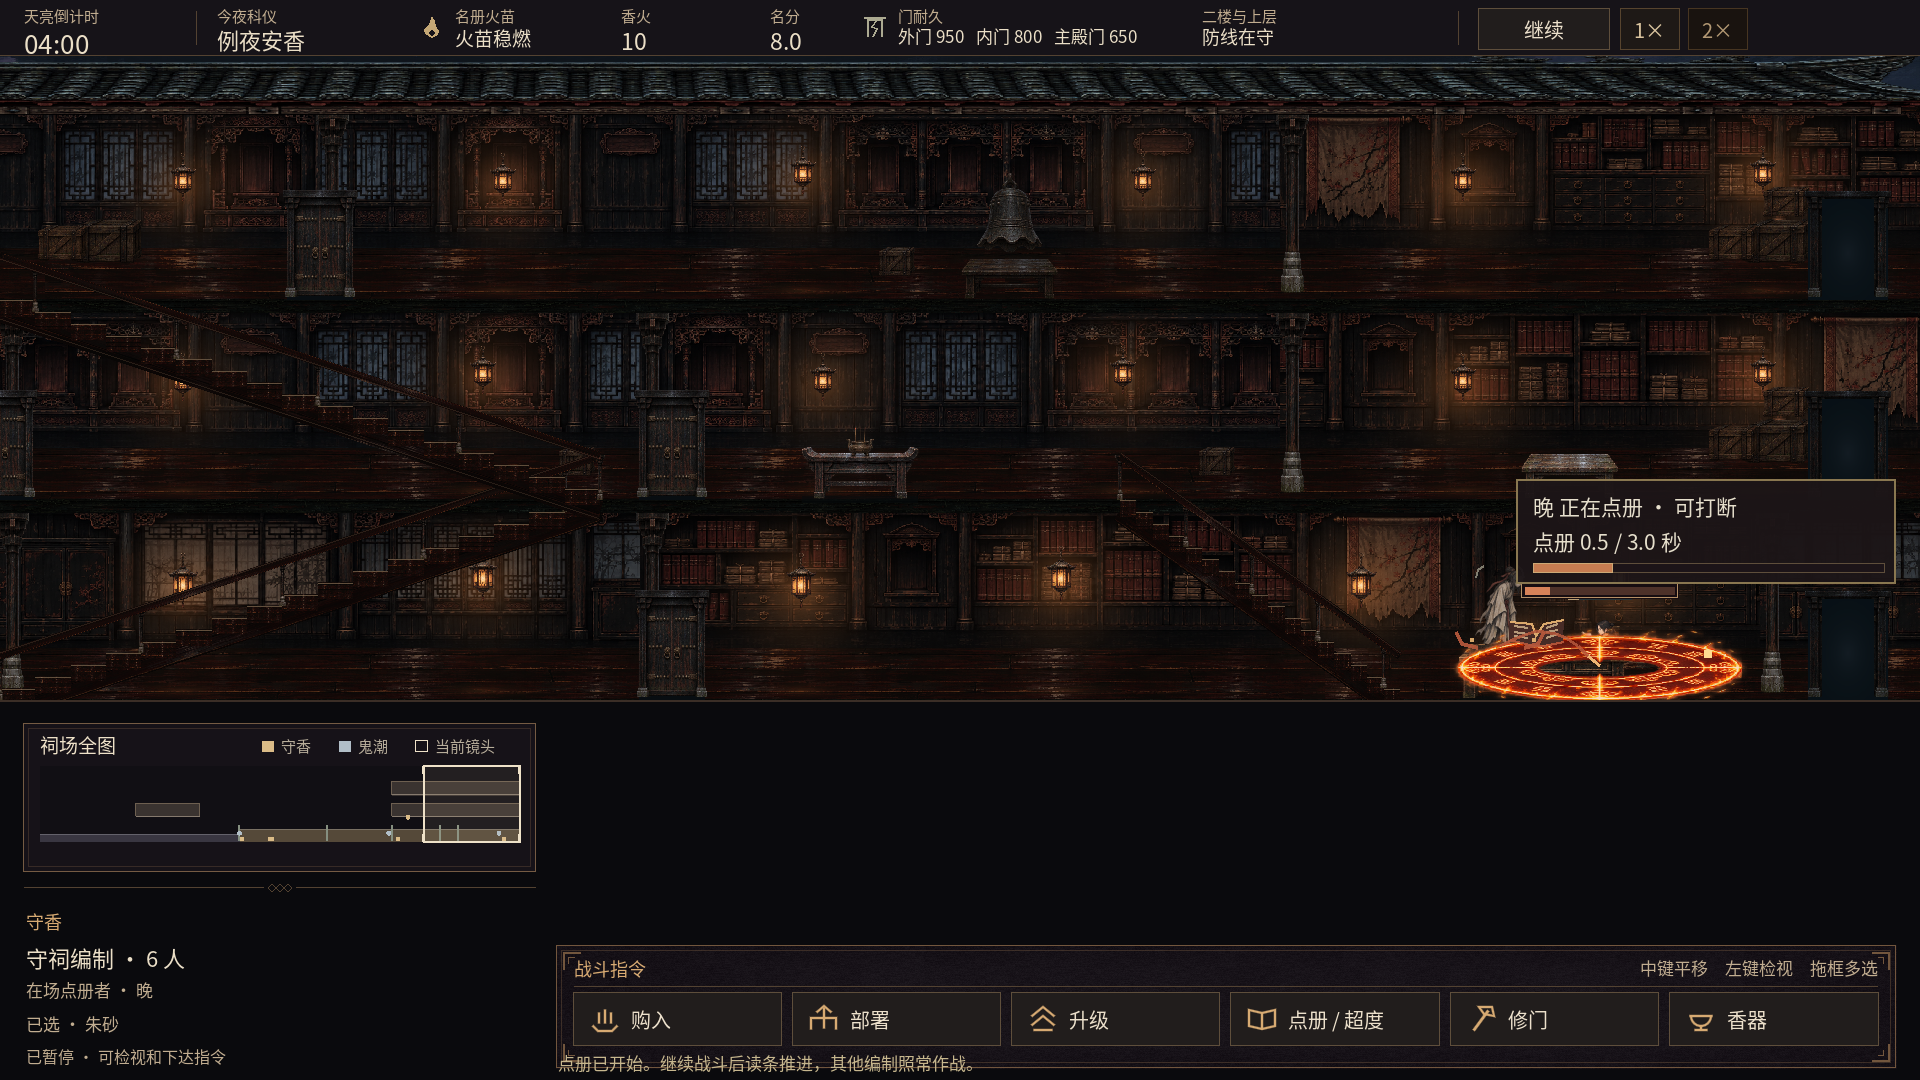 天亮倒计时
04:00
今夜科仪
例夜安香
名册火苗
火苗稳燃
香火
10
名分
8.0
门耐久
外门 950 内门 800 主殿门 650
二楼与上层
防线在守
继续
1×
2×
晚 正在点册 · 可打断
点册 0.5 / 3.0 秒
祠场全图
守香
鬼潮
当前镜头
守香
守祠编制 · 6 人
在场点册者 · 晚
已选 · 朱砂
已暂停 · 可检视和下达指令
战斗指令
中键平移 左键检视 拖框多选
购入
部署
升级
点册 / 超度
修门
香器
点册已开始。继续战斗后读条推进，其他编制照常作战。